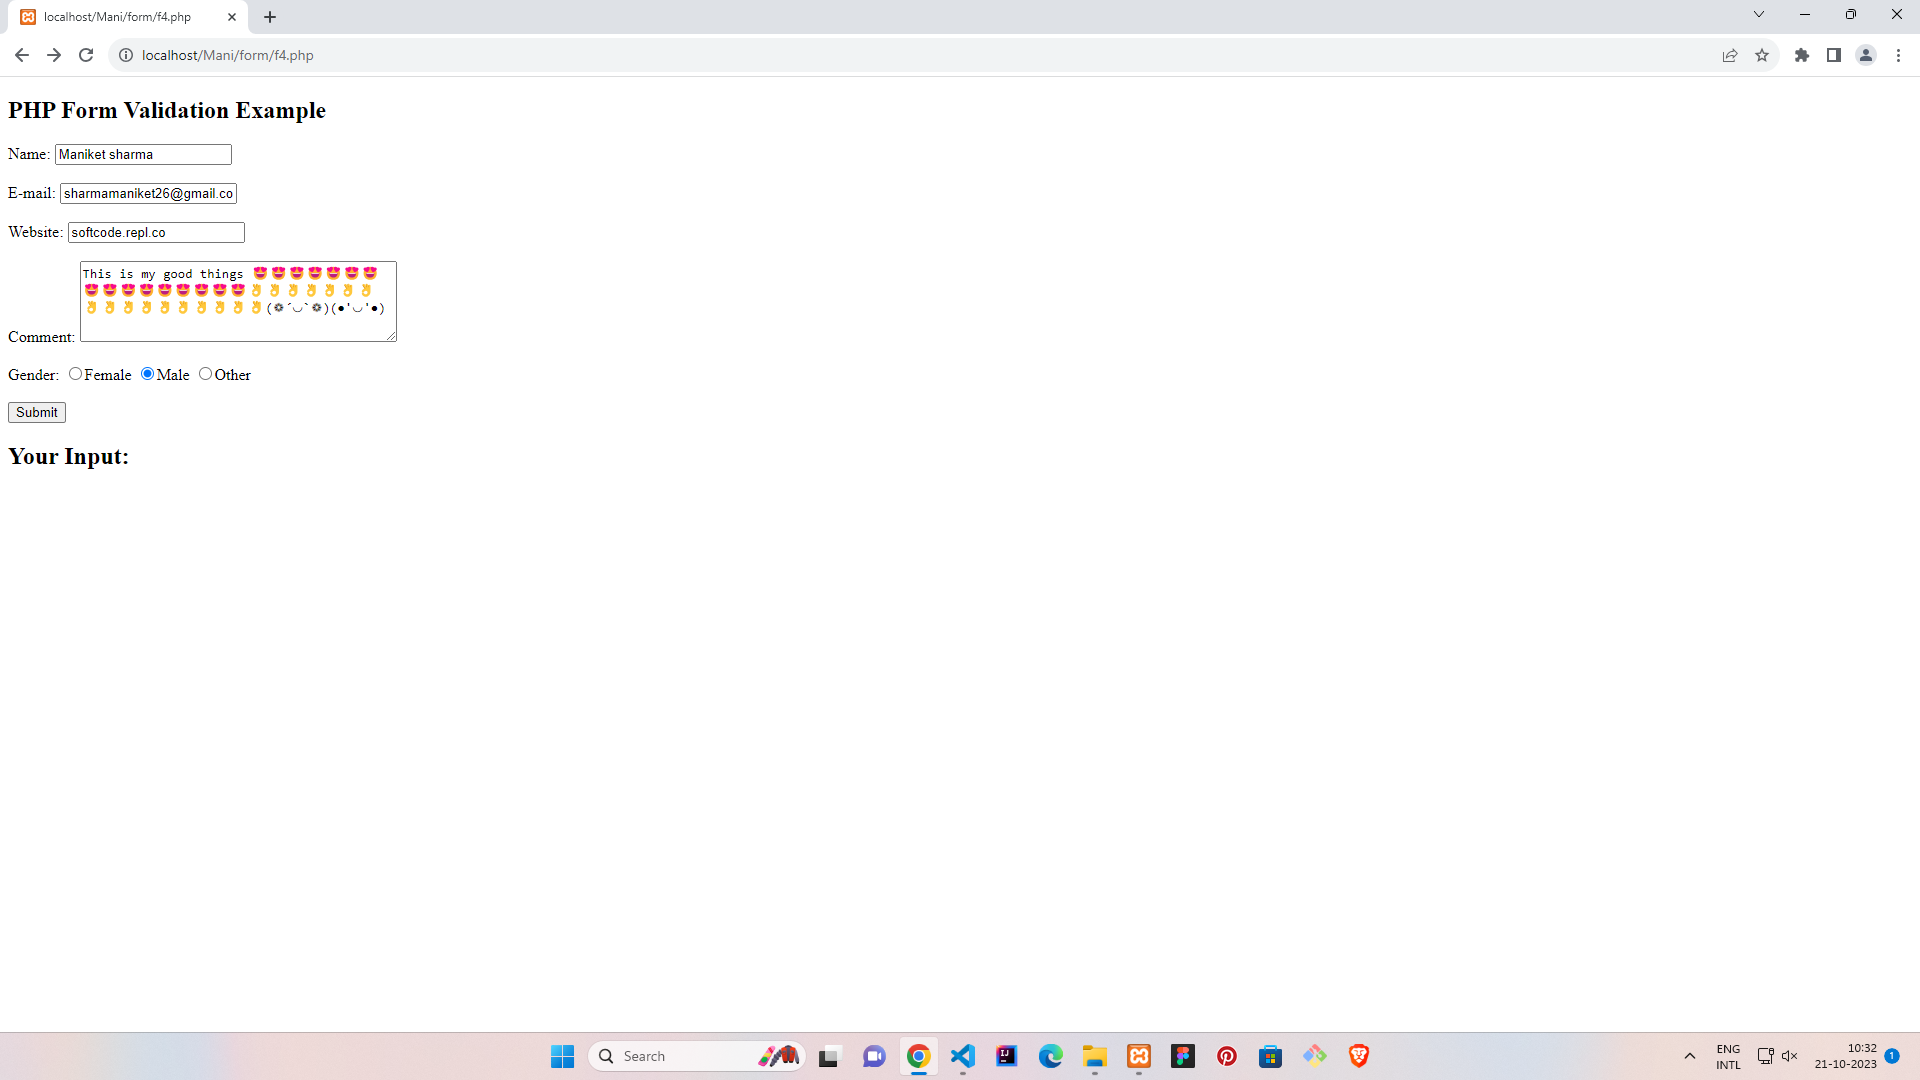 localhost/Mani/form/f4.php
localhost/Mani/form/f4.php
PHP Form Validation Example
Name: Maniket sharma
E-mail: sharmamaniket26@gmail.co
Website: softcode.repl.co
This is my good things 😍😍😍😍😍😍😍
😍😍😍😍😍😍😍😍😍👌👌👌👌👌👌👌
👌👌👌👌👌👌👌👌👌👌(❁´◡`❁)(●'◡'●)
Comment:
Gender: Female Male Other
Submit
Your Input:
Search
ENG
INTL
10:32
21-10-2023
1